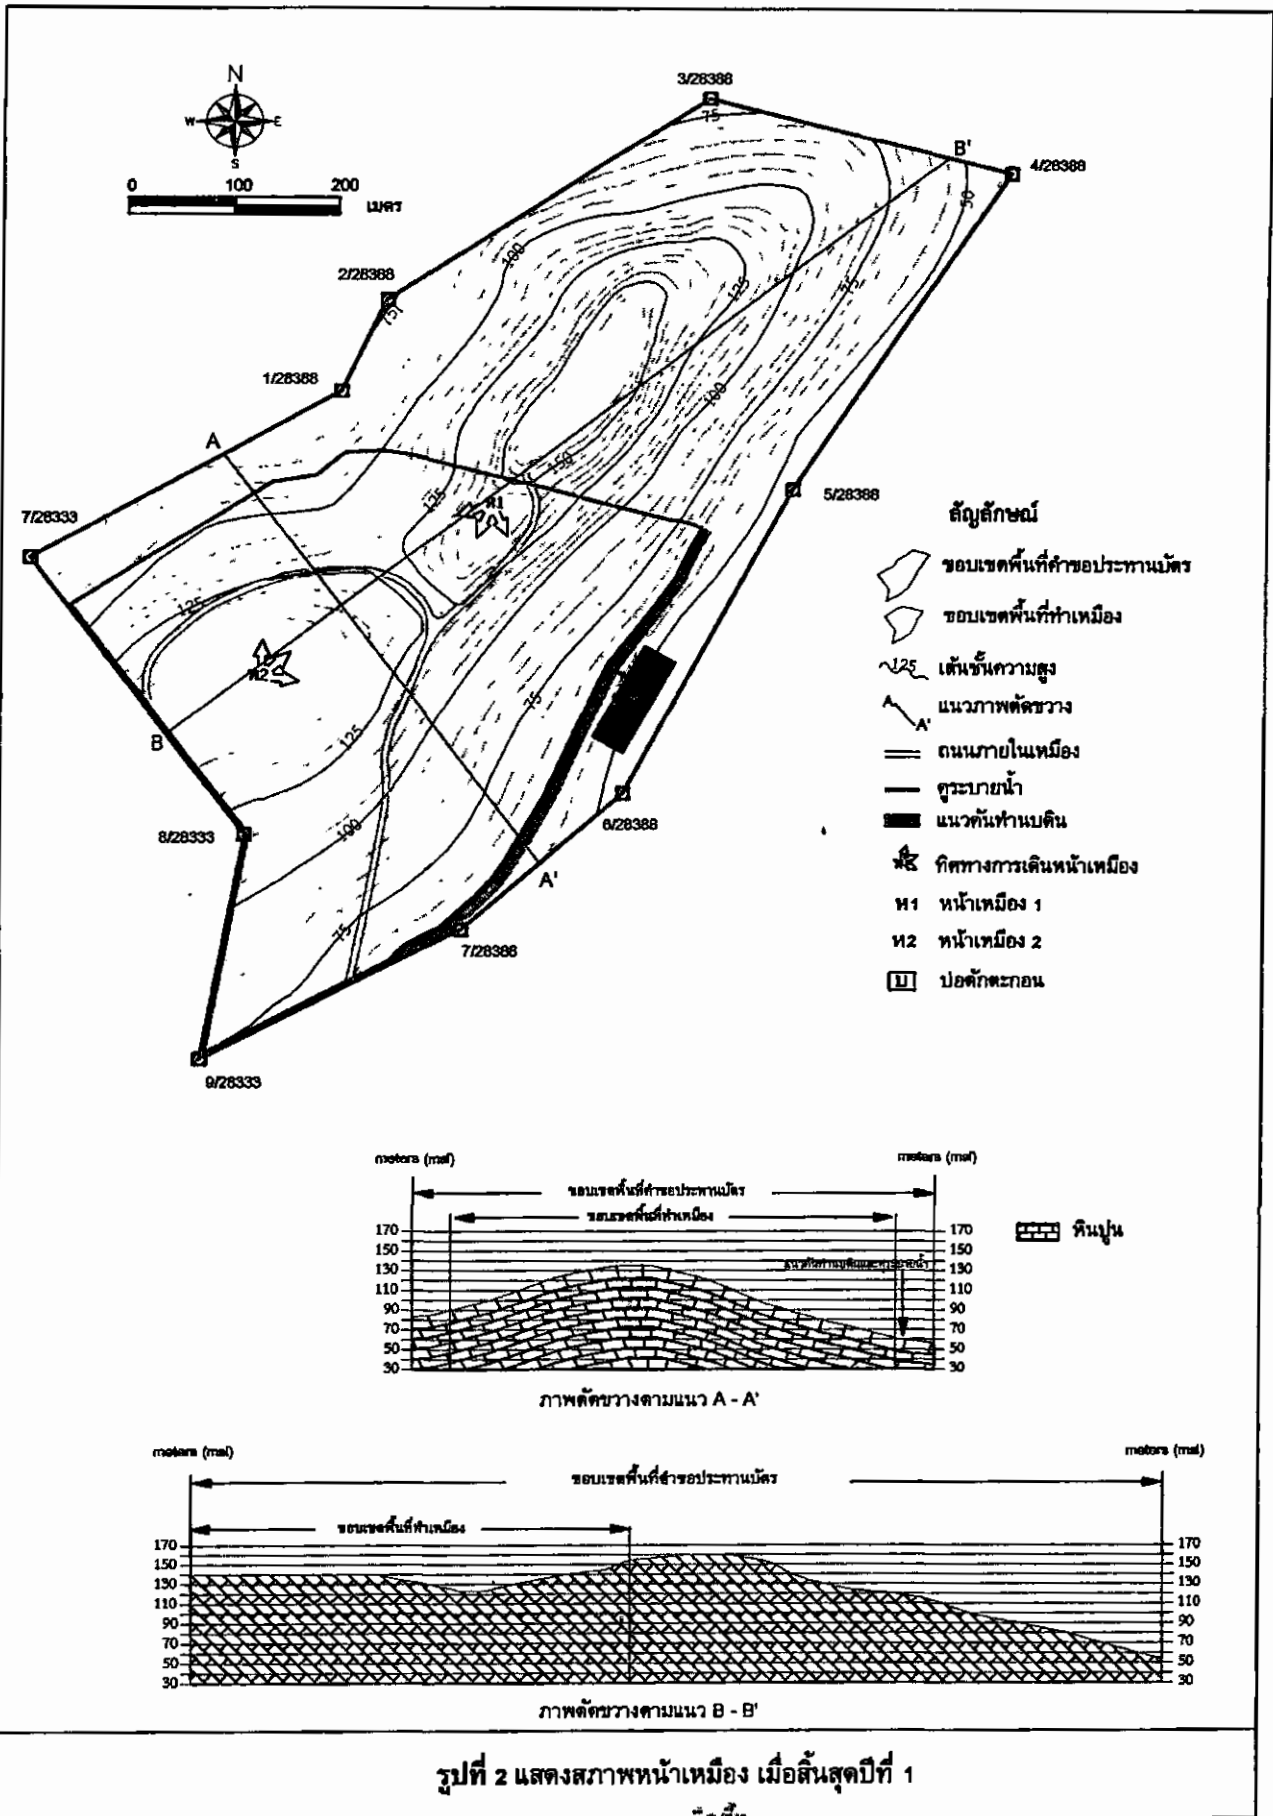 N
W E
S
0 100 200
เมตร
3/28388
75
B'
4/28388
50
2/28388
75
100
125
75
1/28388
A
100
150
7/28333
125
ห1
5/28388
125
ห2
75
B
125
8/28333
100
6/28388
A'
75
7/28388
9/28333
สัญลักษณ์
ขอบเขตพื้นที่คำขอประทานบัตร
ขอบเขตพื้นที่ทำเหมือง
125 เส้นชั้นความสูง
A A' แนวภาพตัดขวาง
ถนนภายในเหมือง
คูระบายน้ำ
แนวคันทำนบดิน
ทิศทางการเดินหน้าเหมือง
ห1 หน้าเหมือง 1
ห2 หน้าเหมือง 2
บ บ่อดักตะกอน
meters (msl) meters (msl)
ขอบเขตพื้นที่คำขอประทานบัตร
ขอบเขตพื้นที่ทำเหมือง
170 170
150 150
130 130
110 110
90 90
70 70
50 50
30 30
หินปูน
ภาพตัดขวางตามแนว A - A'
meters (msl) meters (msl)
ขอบเขตพื้นที่คำขอประทานบัตร
ขอบเขตพื้นที่ทำเหมือง
170 170
150 150
130 130
110 110
90 90
70 70
50 50
30 30
ภาพตัดขวางตามแนว B - B'
รูปที่ 2 แสดงสภาพหน้าเหมือง เมื่อสิ้นสุดปีที่ 1